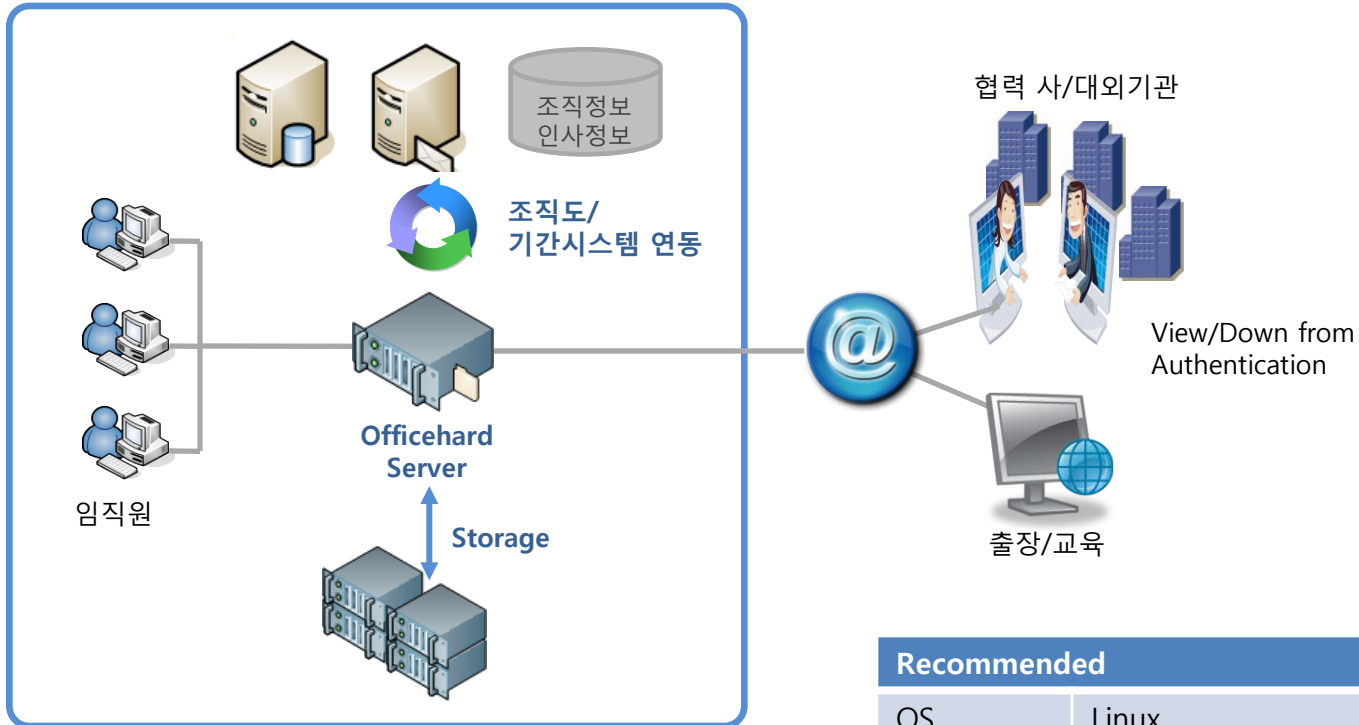 조직정보
인사정보
조직도/
기간시스템 연동
Officehard
Server
Storage
임직원
협력 사/대외기관
View/Down from
Authentication
출장/교육
Recommended
OS Linux